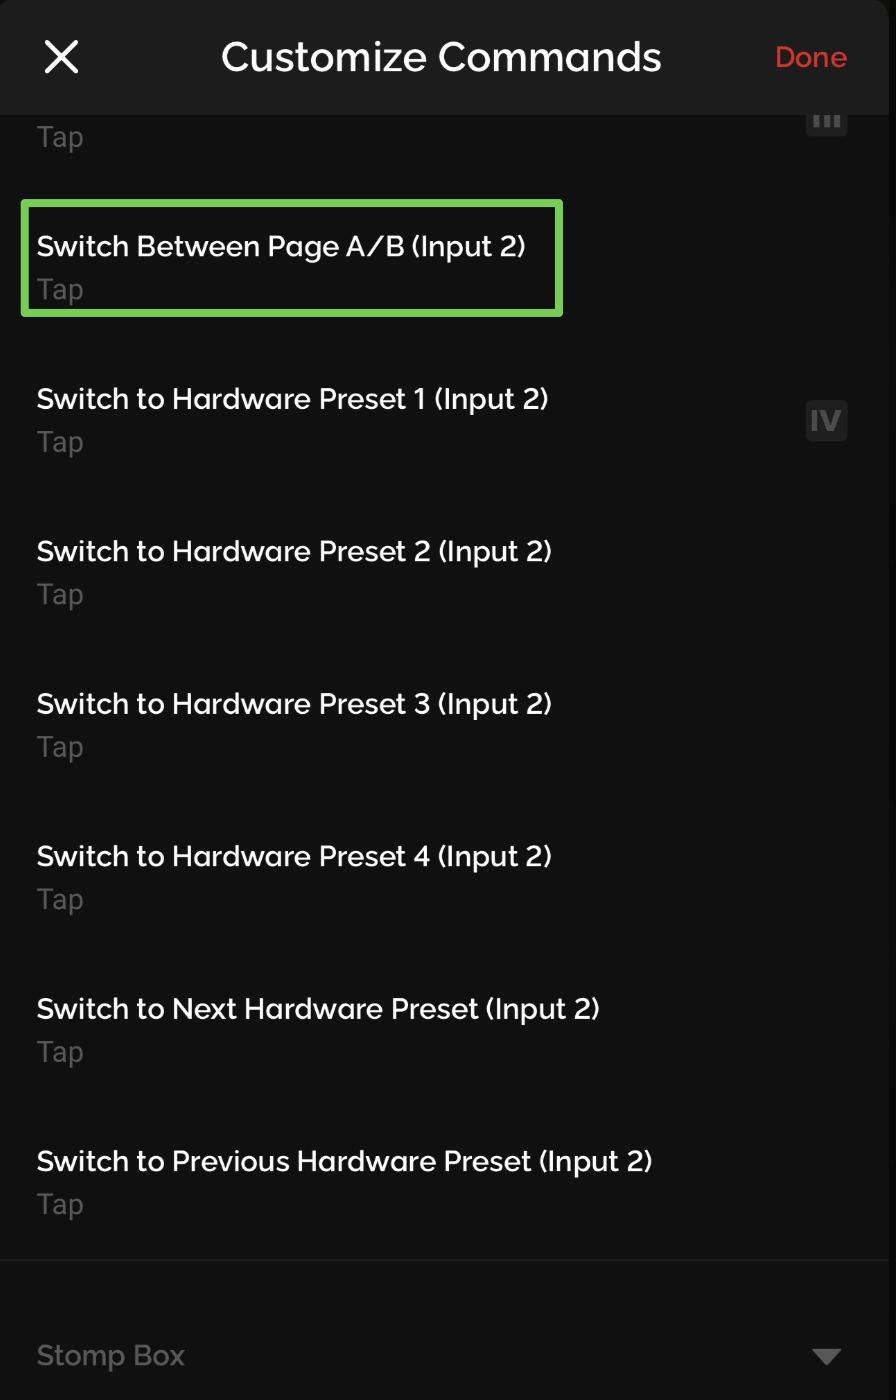 Customize Commands
Done
Tap
III
Switch Between Page A/B (Input 2)
Tap
Switch to Hardware Preset 1 (Input 2)
IV
Tap
Switch to Hardware Preset 2 (Input 2)
Tap
Switch to Hardware Preset 3 (Input 2)
Tap
Switch to Hardware Preset 4 (Input 2)
Tap
Switch to Next Hardware Preset (Input 2)
Tap
Switch to Previous Hardware Preset (Input 2)
Tap
Stomp Box